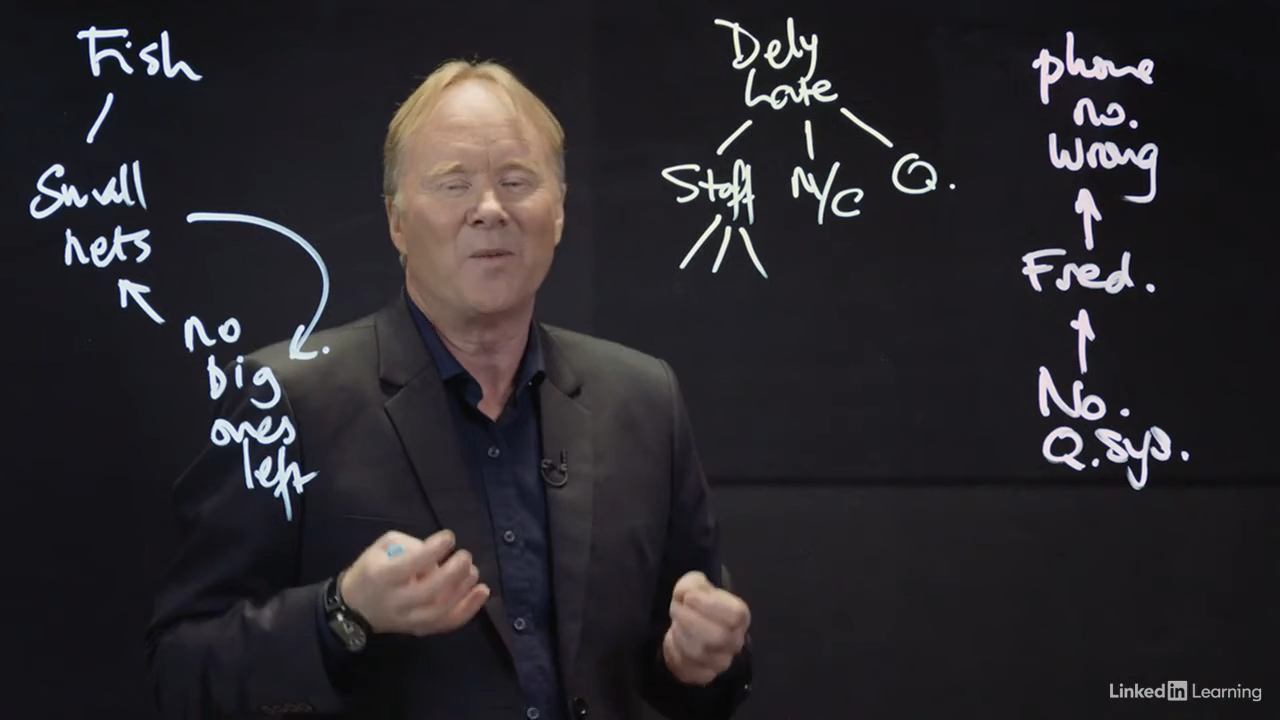 Fish
Small
nets
no
big
ones
left
Dely
Late
Staff
N/C
Q.
phone
no.
Wrong
Fred.
No.
Q.sys.
LinkedIn Learning